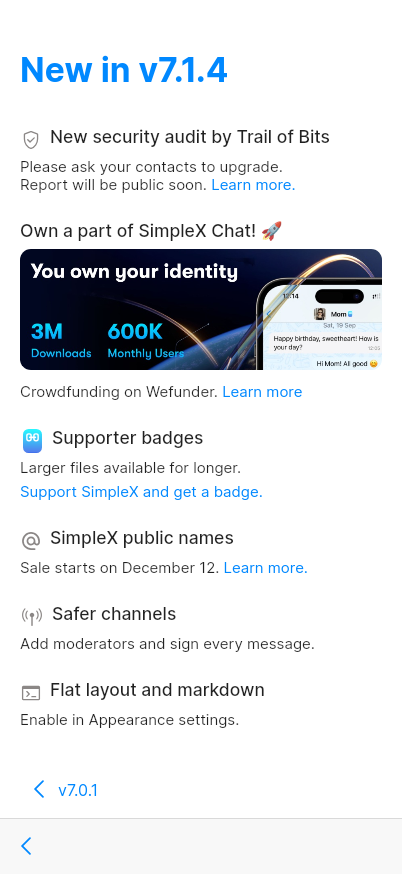 New in v7.1.4
New security audit by Trail of Bits
Please ask your contacts to upgrade.
Report will be public soon. Learn more.
Own a part of SimpleX Chat! 🚀
You own your identity
3M
Downloads
600K
Monthly Users
12:14
Mom
Sat, 19 Sep
Happy birthday, sweetheart! How is
your day?
12:02
Hi Mom! All good 😊
Crowdfunding on Wefunder. Learn more
Supporter badges
Larger files available for longer.
Support SimpleX and get a badge.
SimpleX public names
Sale starts on December 12. Learn more.
Safer channels
Add moderators and sign every message.
Flat layout and markdown
Enable in Appearance settings.
v7.0.1